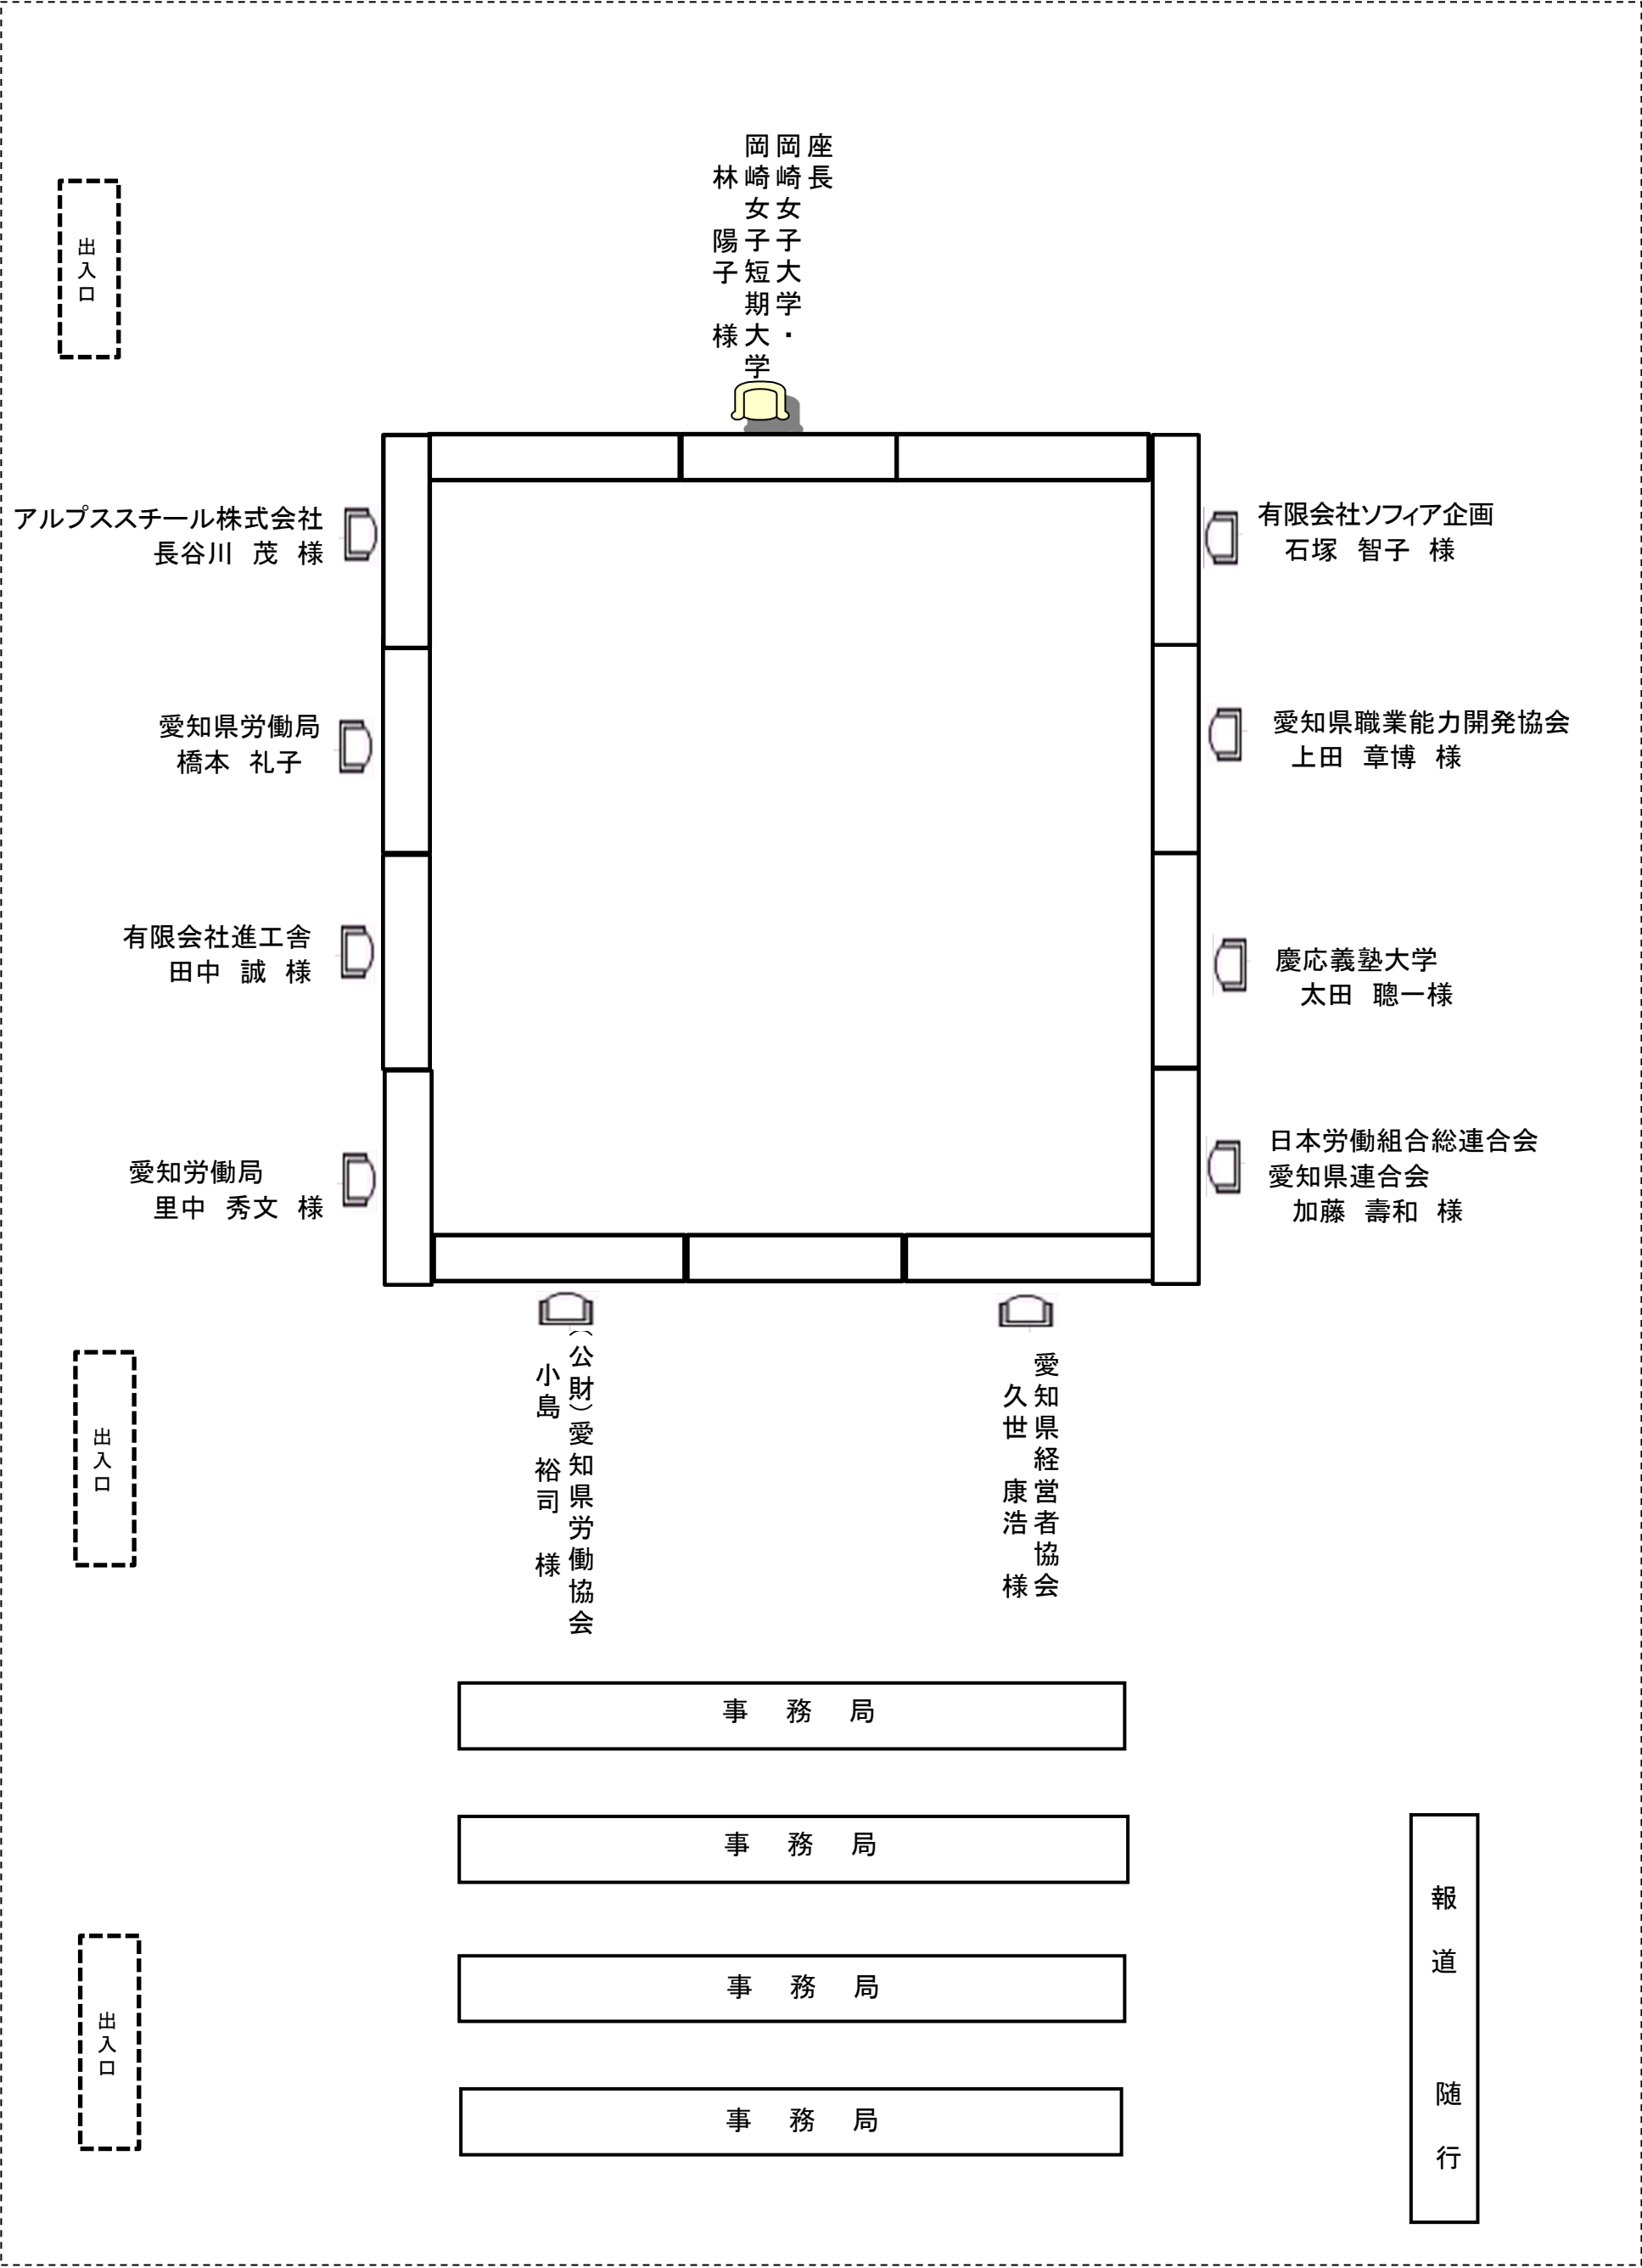 座長
岡崎女子大学・
岡崎女子短期大学
林　陽子　様
出入口
アルプススチール株式会社
長谷川　茂　様
有限会社ソフィア企画
石塚　智子　様
愛知県労働局
橋本　礼子
愛知県職業能力開発協会
上田　章博　様
有限会社進工舎
田中　誠　様
慶応義塾大学
太田　聰一様
愛知労働局
里中　秀文　様
日本労働組合総連合会
愛知県連合会
加藤　壽和　様
(公財)愛知県労働協会
小島　裕司　様
愛知県経営者協会
久世　康浩　様
出入口
事　務　局
事　務　局
事　務　局
事　務　局
出入口
報　道　　随　行